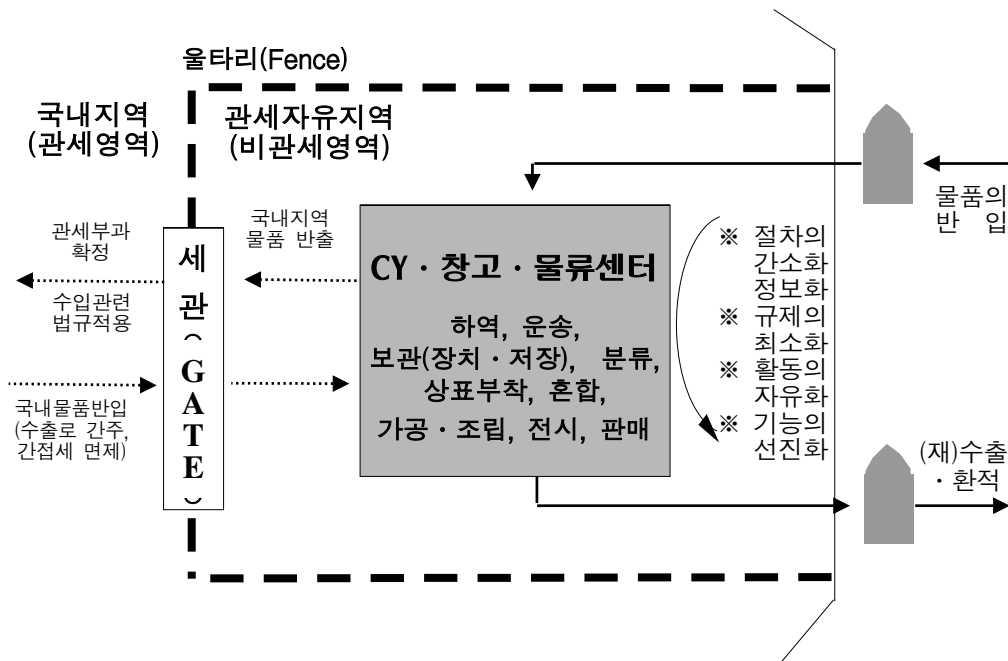 울타리(Fence)
국내지역
(관세영역)
관세자유지역
(비관세영역)
물품의
반 입
관세부과
확정
수입관련
법규적용
국내물품반입
(수출로 간주,
간접세 면제)
세
관
(
G
A
T
E
)
국내지역
물품 반출
CY · 창고 · 물류센터
하역, 운송,
보관(장치 · 저장), 분류,
상표부착, 혼합,
가공 · 조립, 전시, 판매
※ 절차의
간소화
정보화
※ 규제의
최소화
※ 활동의
자유화
※ 기능의
선진화
(재)수출
· 환적